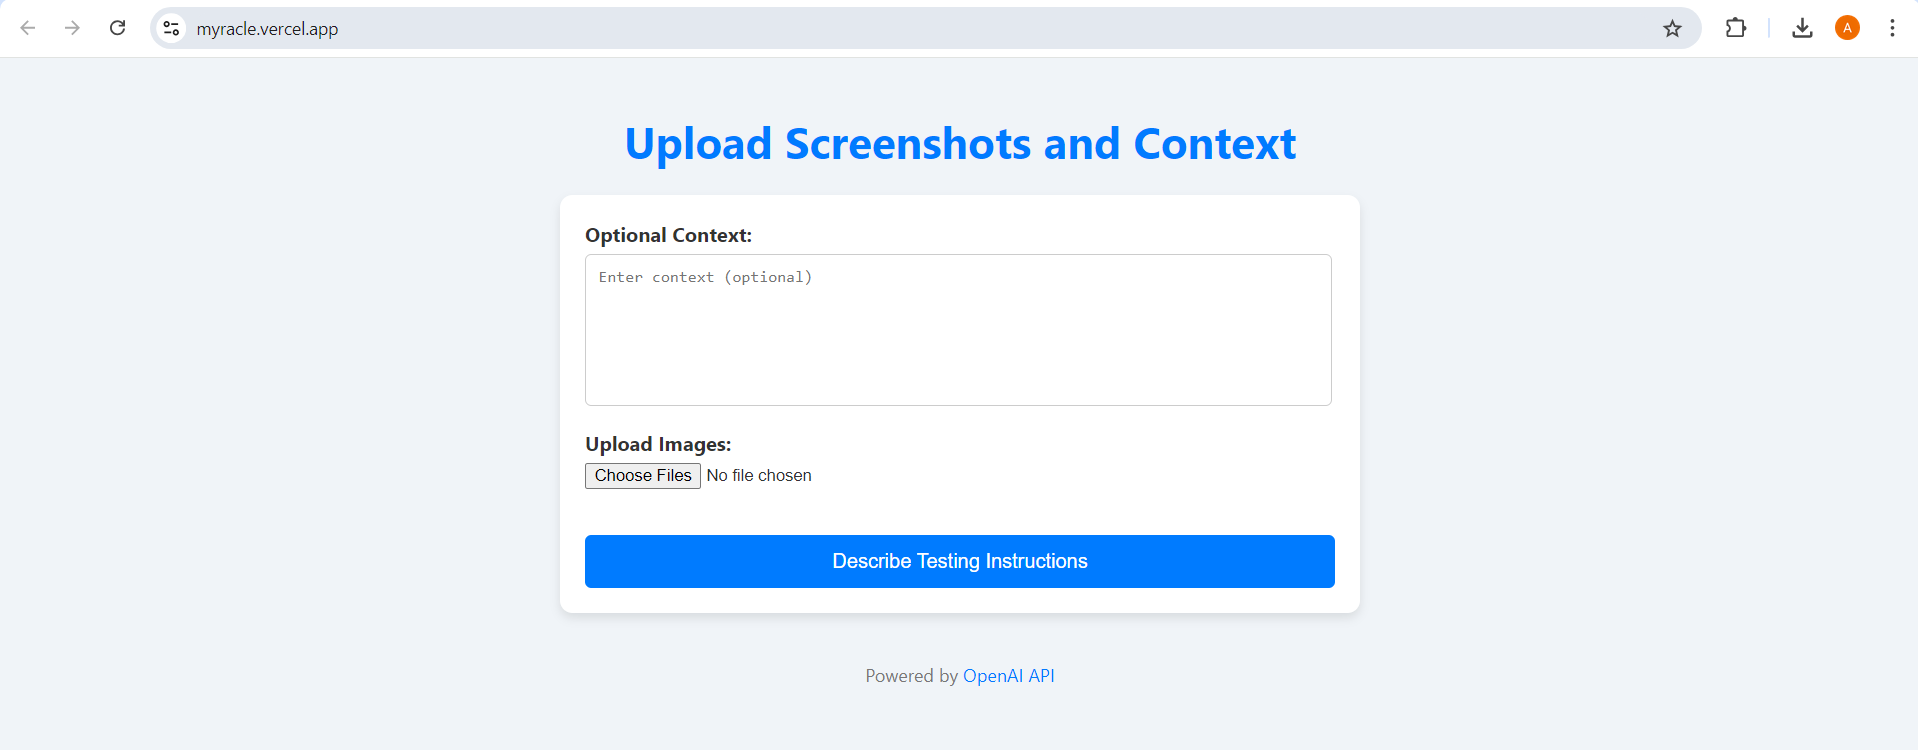 myracle.vercel.app
A
Upload Screenshots and Context
Optional Context:
Enter context (optional)
Upload Images:
Choose Files No file chosen
Describe Testing Instructions
Powered by OpenAI API